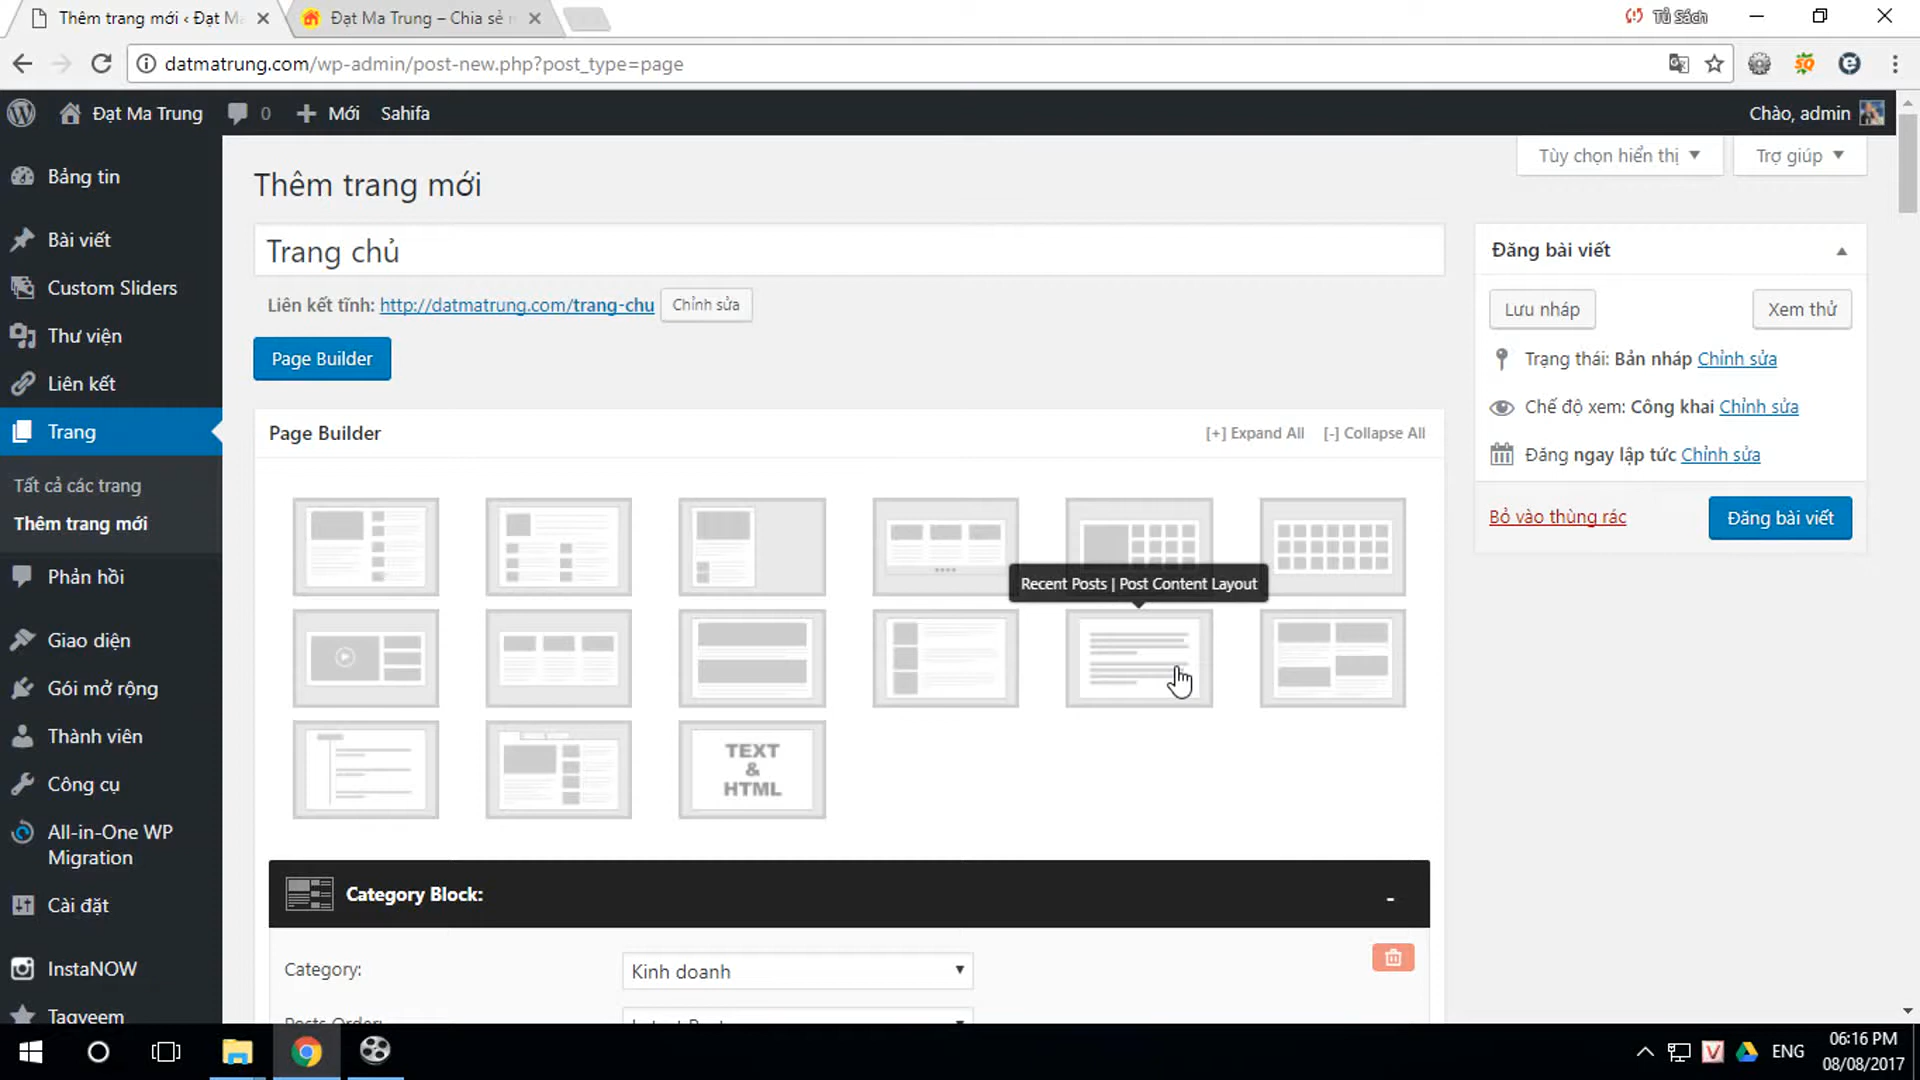 Thêm trang mới ‹ Đạt Ma
Đạt Ma Trung – Chia sẻ
Tủ Sách
datmatrung.com/wp-admin/post-new.php?post_type=page
Đạt Ma Trung
0
Mới
Sahifa
Chào, admin
Tùy chọn hiển thị
Trợ giúp
Bảng tin
Bài viết
Custom Sliders
Thư viện
Liên kết
Trang
Tất cả các trang
Thêm trang mới
Phản hồi
Giao diện
Gói mở rộng
Thành viên
Công cụ
All-in-One WP
Migration
Cài đặt
InstaNOW
Taqyeem
Thêm trang mới
Trang chủ
Liên kết tĩnh: http://datmatrung.com/trang-chu Chỉnh sửa
Page Builder
Page Builder
[+] Expand All
[-] Collapse All
Recent Posts | Post Content Layout
TEXT
&
HTML
Category Block:
-
Category:
Kinh doanh
Posts Order:
Đăng bài viết
Lưu nháp
Xem thử
Trạng thái: Bản nháp Chỉnh sửa
Chế độ xem: Công khai Chỉnh sửa
Đăng ngay lập tức Chỉnh sửa
Bỏ vào thùng rác
Đăng bài viết
ENG
06:16 PM
08/08/2017